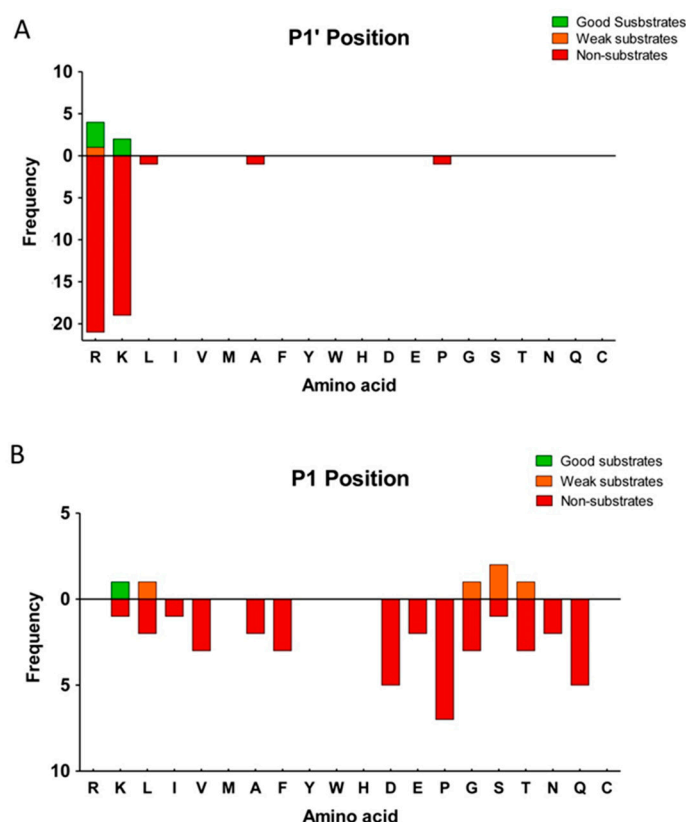 A
P1' Position
Good Susbstrates
Weak substrates
Non-substrates
Frequency
10
5
0
5
10
15
20
R K L I V M A F Y W H D E P G S T N Q C
Amino acid
B
P1 Position
Good substrates
Weak substrates
Non-substrates
Frequency
5
0
5
10
R K L I V M A F Y W H D E P G S T N Q C
Amino acid